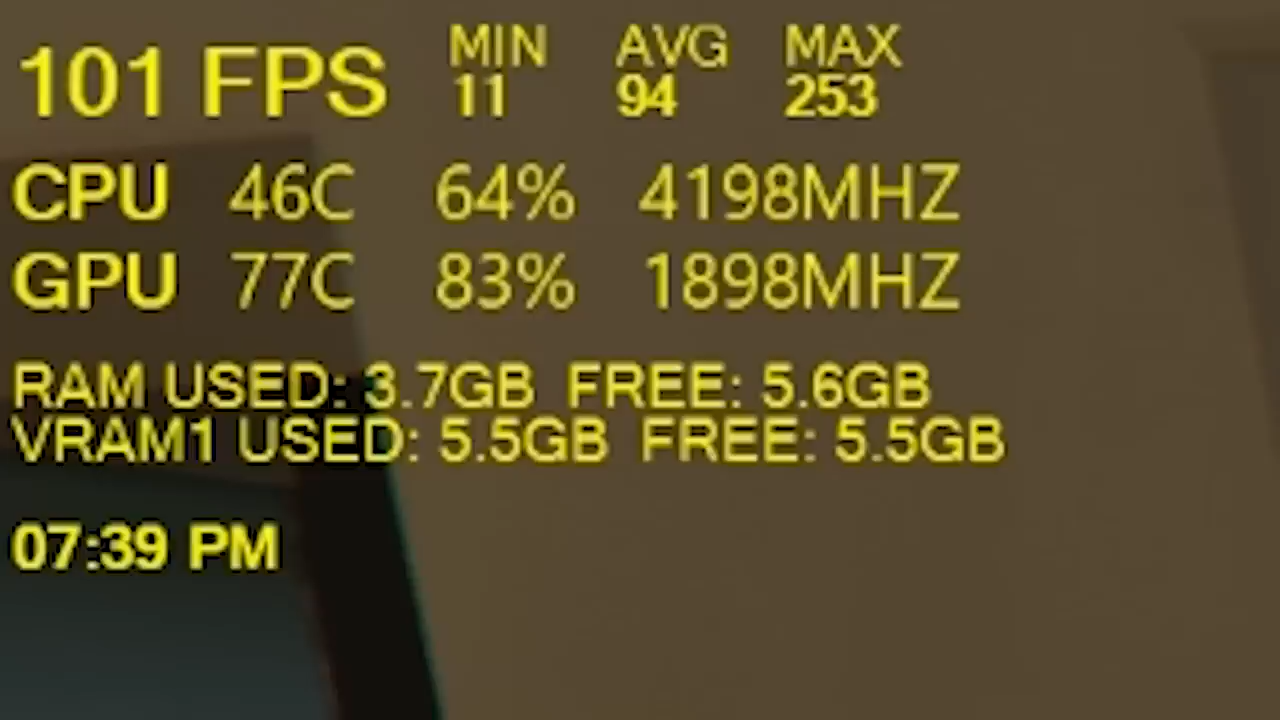 101 FPS MIN AVG MAX
11 94 253
CPU 46C 64% 4198MHZ
GPU 77C 83% 1898MHZ
RAM USED: 3.7GB FREE: 5.6GB
VRAM1 USED: 5.5GB FREE: 5.5GB
07:39 PM